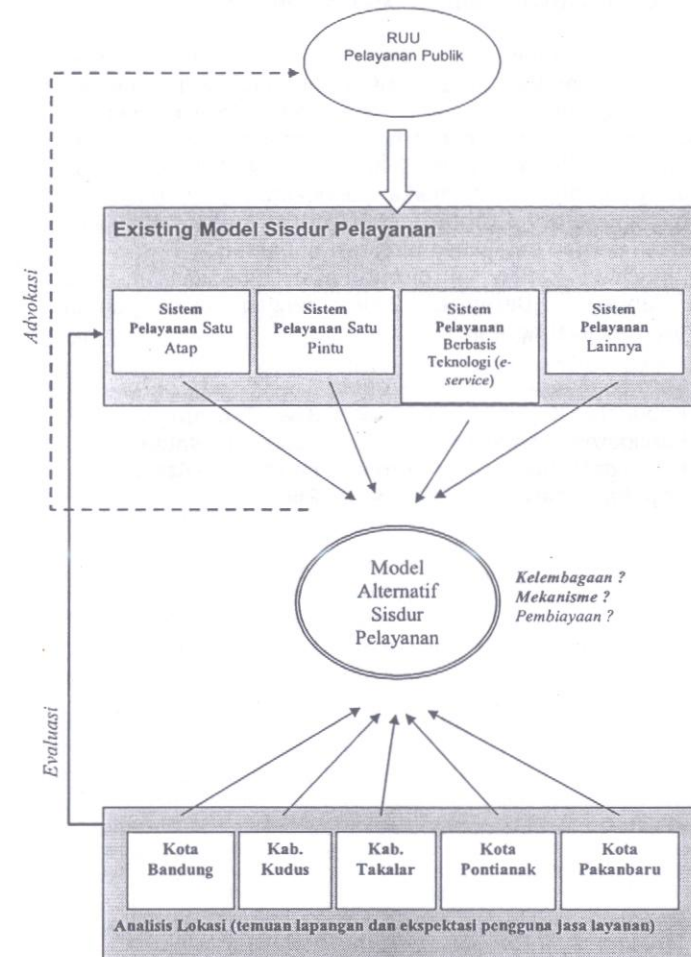 RUU
Pelayanan Publik
Existing Model Sisdur Pelayanan
Sistem
Pelayanan Satu
Atap
Sistem
Pelayanan Satu
Pintu
Sistem
Pelayanan
Berbasis
Teknologi (e-
service)
Sistem
Pelayanan
Lainnya
Advokasi
Model
Alternatif
Sisdur
Pelayanan
Kelembagaan ?
Mekanisme ?
Pembiayaan ?
Evaluasi
Kota
Bandung
Kab.
Kudus
Kab.
Takalar
Kota
Pontianak
Kota
Pakanbaru
Analisis Lokasi (temuan lapangan dan ekspektasi pengguna jasa layanan)